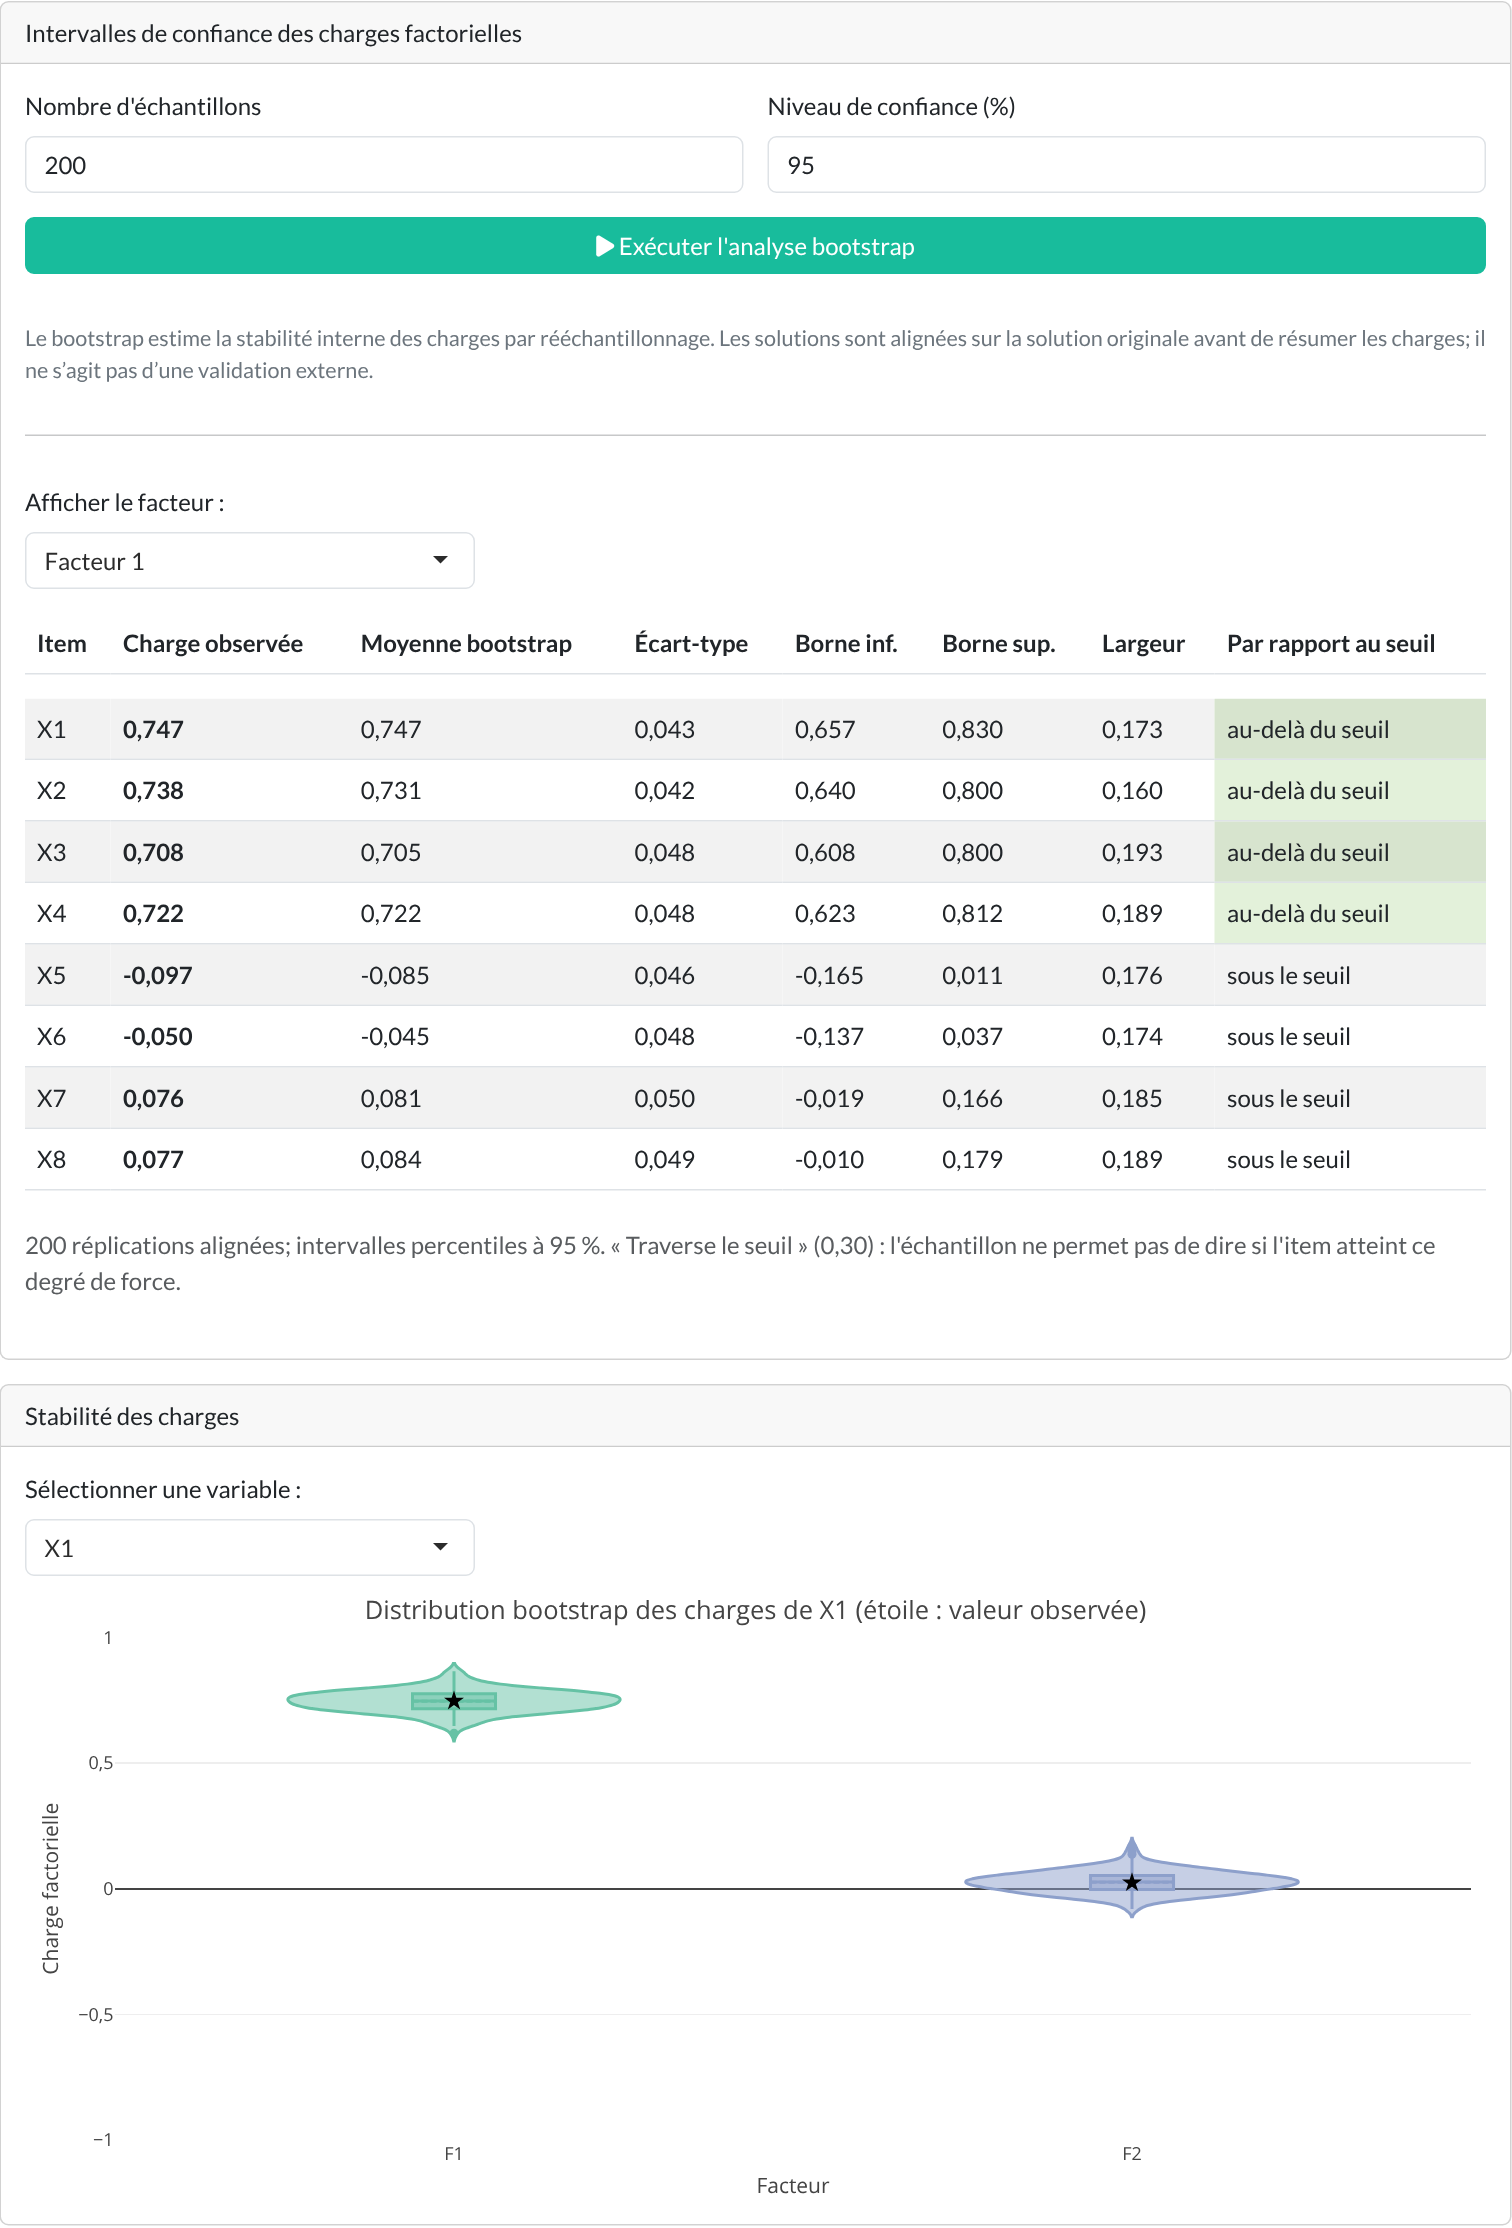 Intervalles de confiance des charges factorielles
Nombre d'échantillons
Niveau de confiance (%)
200
95
Exécuter l'analyse bootstrap
Le bootstrap estime la stabilité interne des charges par rééchantillonnage. Les solutions sont alignées sur la solution originale avant de résumer les charges; il
ne s’agit pas d’une validation externe.
Afficher le facteur :
Facteur 1
Item Charge observée Moyenne bootstrap Écart-type Borne inf. Borne sup. Largeur Par rapport au seuil
X1 0,747 0,747 0,043 0,657 0,830 0,173 au-delà du seuil
X2 0,738 0,731 0,042 0,640 0,800 0,160 au-delà du seuil
X3 0,708 0,705 0,048 0,608 0,800 0,193 au-delà du seuil
X4 0,722 0,722 0,048 0,623 0,812 0,189 au-delà du seuil
X5 -0,097 -0,085 0,046 -0,165 0,011 0,176 sous le seuil
X6 -0,050 -0,045 0,048 -0,137 0,037 0,174 sous le seuil
X7 0,076 0,081 0,050 -0,019 0,166 0,185 sous le seuil
X8 0,077 0,084 0,049 -0,010 0,179 0,189 sous le seuil
200 réplications alignées; intervalles percentiles à 95 %. « Traverse le seuil » (0,30) : l'échantillon ne permet pas de dire si l'item atteint ce
degré de force.
Stabilité des charges
Sélectionner une variable :
X1
Distribution bootstrap des charges de X1 (étoile : valeur observée)
1
0,5
0
−0,5
−1
Charge factorielle
F1
F2
Facteur